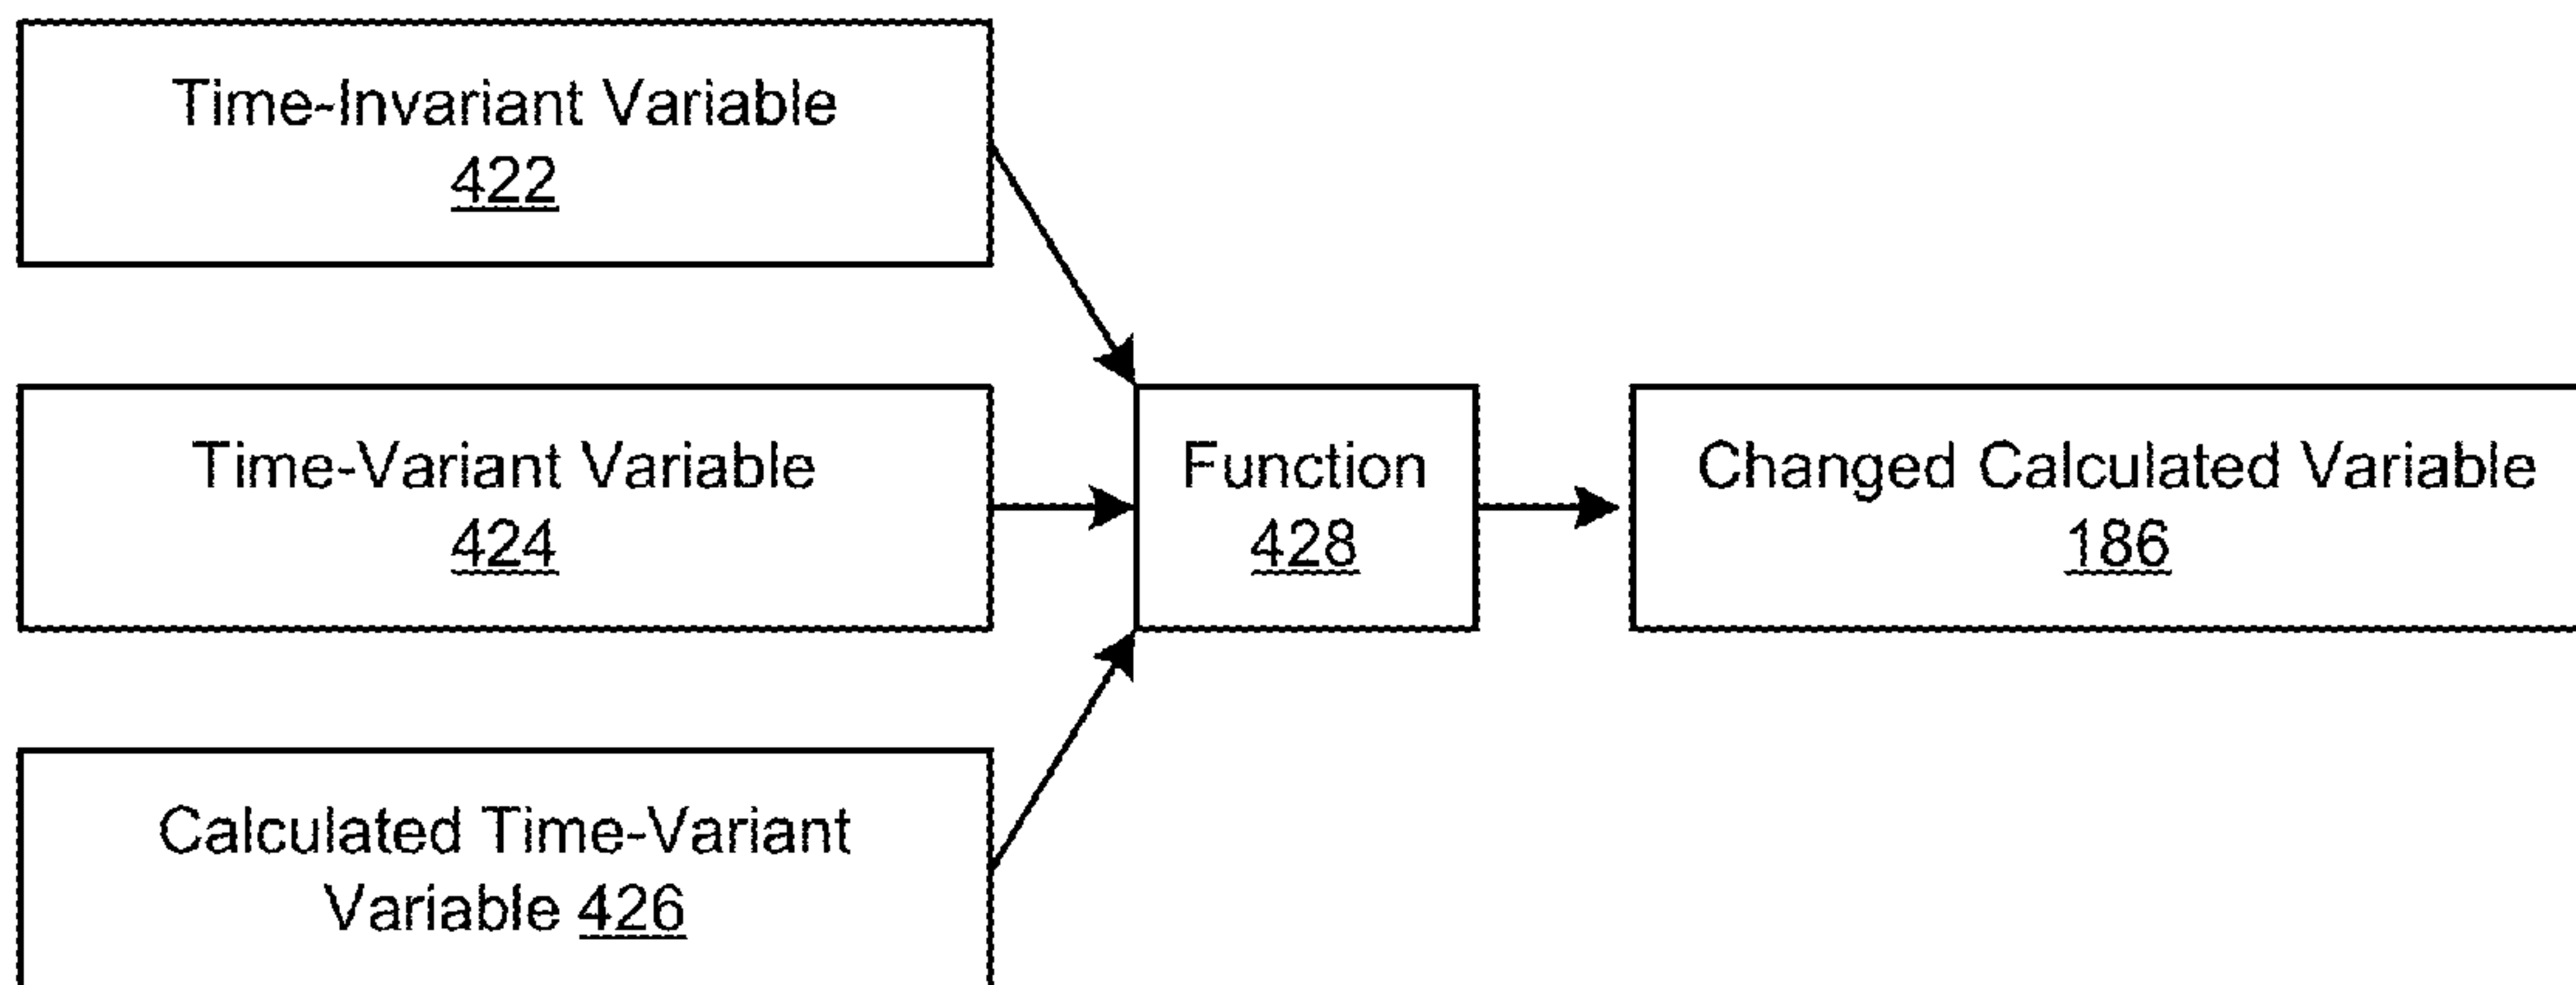 Time-Invariant Variable
422
Time-Variant Variable
424
Function
428
Changed Calculated Variable
186
Calculated Time-Variant
Variable 426